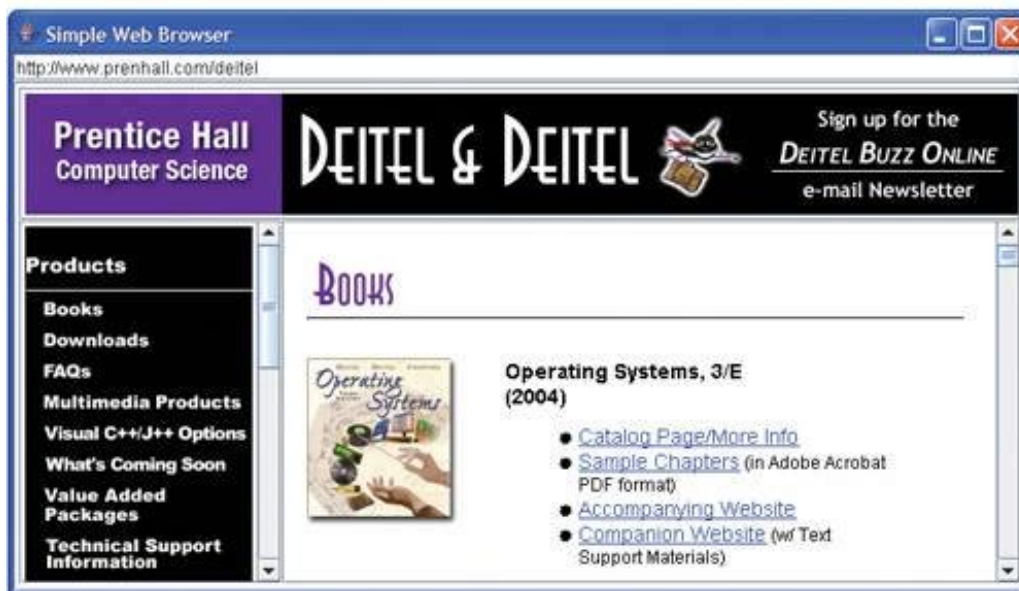 Simple Web Browser
http://www.prenhall.com/deitel
Prentice Hall
Computer Science
DEITEL & DEITEL
Sign up for the
DEITEL BUZZ ONLINE
e-mail Newsletter
Products
Books
Downloads
FAQs
Multimedia Products
Visual C++/J++ Options
What's Coming Soon
Value Added
Packages
Technical Support
Information
BOOKS
Operating
Systems
Operating Systems, 3/E
(2004)
Catalog Page/More Info
Sample Chapters (in Adobe Acrobat
PDF format)
Accompanying Website
Companion Website (w/ Text
Support Materials)